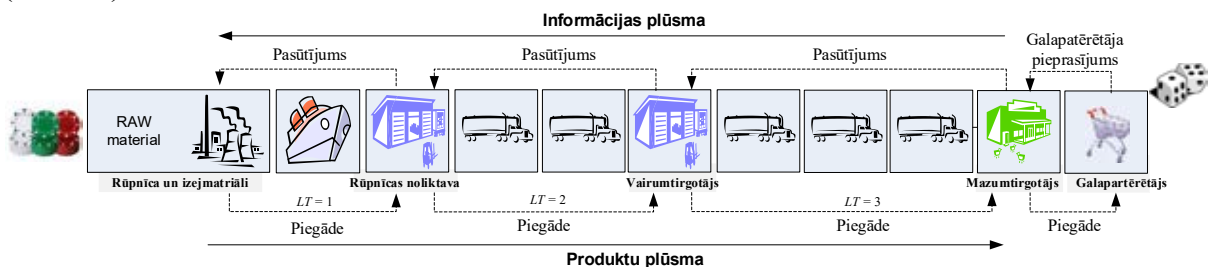 Informācijas plūsma
Pasūtījums
Pasūtījums
Pasūtījums
Galapatērētāja
pieprasījums
RAW
material
Rūpnīca un izejmatriāli
Rūpnīcas noliktava
Vairumtirgotājs
Mazumtirgotājs
Galapartērētājs
LT = 1
LT = 2
LT = 3
Piegāde
Piegāde
Piegāde
Piegāde
Produktu plūsma